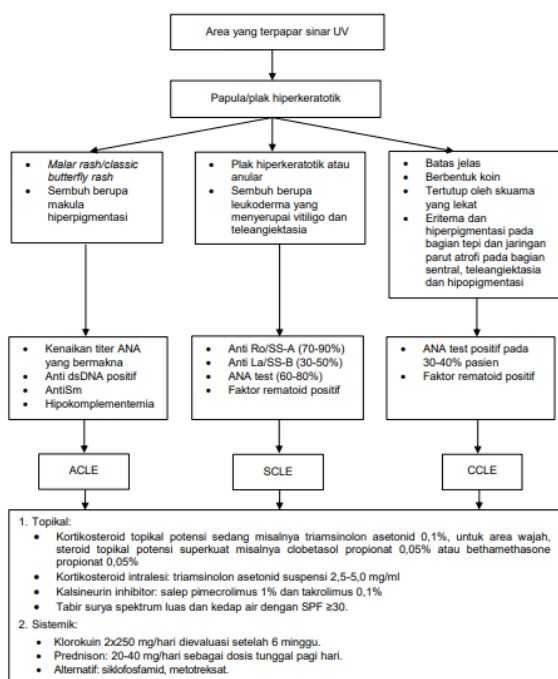 Area yang terpapar sinar UV
Papula/plak hiperkeratotik
• Malar rash/classic
butterfly rash
• Sembuh berupa
makula
hiperpigmentasi
• Plak hiperkeratotik atau
anular
• Sembuh berupa
leukoderma yang
menyerupai vitiligo dan
teleangiektasia
• Batas jelas
• Berbentuk koin
• Tertutup oleh skuama
yang lekat
• Eritema dan
hiperpigmentasi pada
bagian tepi dan jaringan
parut atrofi pada bagian
sentral, teleangiektasia
dan hipopigmentasi
• Kenaikan titer ANA
yang bermakna
• Anti dsDNA positif
• AntiSm
• Hipokomplementemia
• Anti Ro/SS-A (70-90%)
• Anti La/SS-B (30-50%)
• ANA test (60-80%)
• Faktor rematoid positif
• ANA test positif pada
30-40% pasien
• Faktor rematoid positif
ACLE
SCLE
CCLE
1. Topikal:
• Kortikosteroid topikal potensi sedang misalnya triamsinolon asetonid 0,1%, untuk area wajah,
steroid topikal potensi superkuat misalnya clobetasol propionat 0,05% atau bethamethasone
propionat 0,05%
• Kortikosteroid intralesi: triamsinolon asetonid suspensi 2,5-5,0 mg/ml
• Kalsineurin inhibitor: salep pimecrolimus 1% dan takrolimus 0,1%
• Tabir surya spektrum luas dan kedap air dengan SPF ≥30.
2. Sistemik:
• Klorokuin 2x250 mg/hari dievaluasi setelah 6 minggu.
• Prednison: 20-40 mg/hari sebagai dosis tunggal pagi hari.
• Alternatif: siklofosfamid, metotreksat.